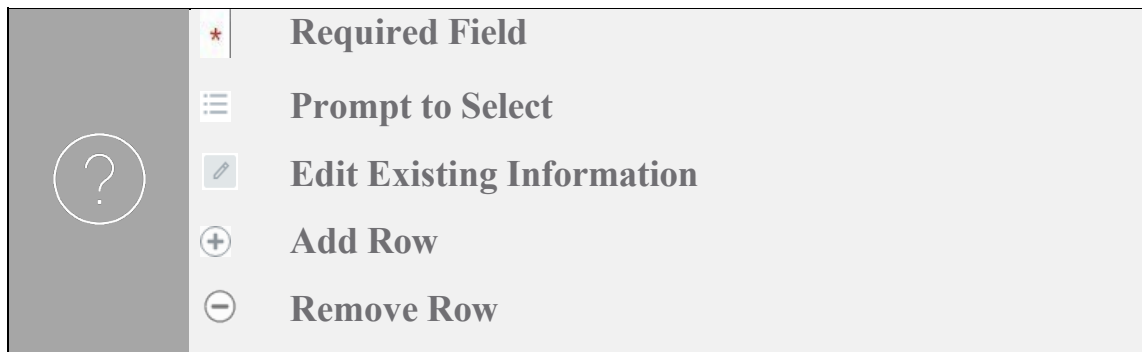 * Required Field
Prompt to Select
Edit Existing Information
Add Row
Remove Row